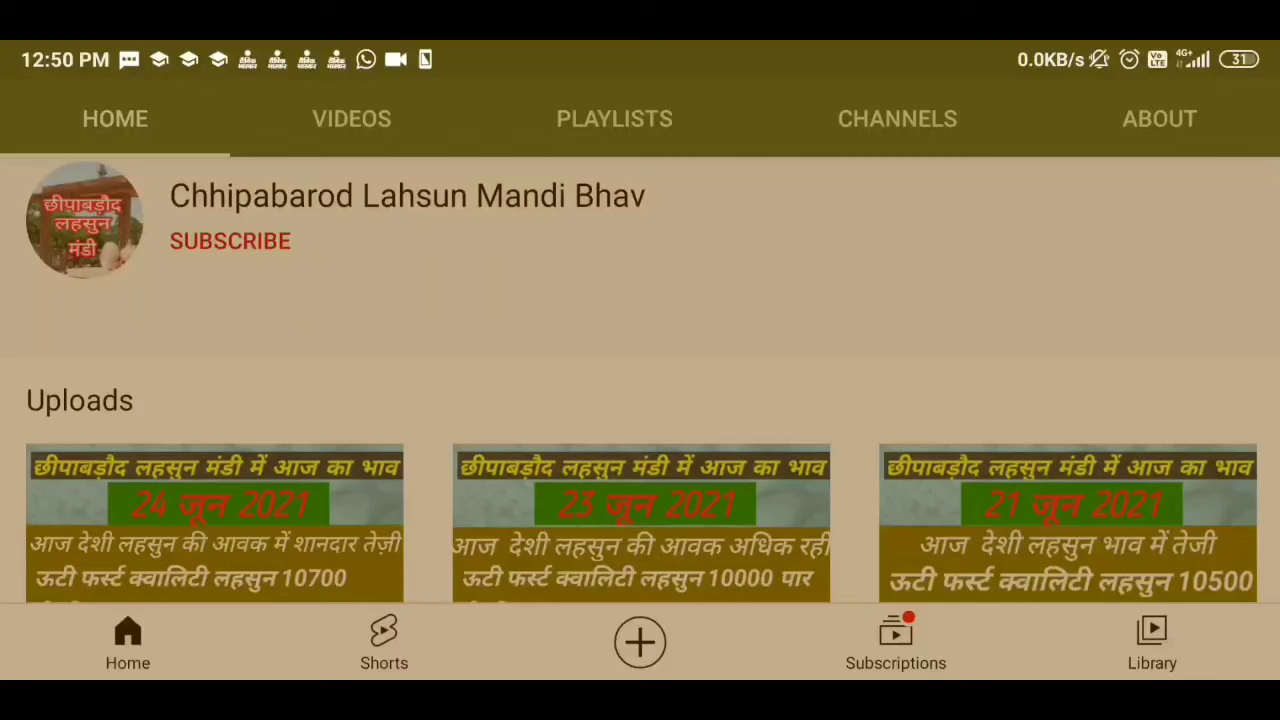 12:50 PM
0.0KB/s
4G+
31
HOME VIDEOS PLAYLISTS CHANNELS ABOUT
छीपाबड़ौद
लहसुन
मंडी
Chhipabarod Lahsun Mandi Bhav
SUBSCRIBE
Uploads
छीपाबड़ौद लहसुन मंडी में आज का भाव
24 जून 2021
आज देशी लहसुन की आवक में शानदार तेज़ी
ऊटी फर्स्ट क्वालिटी लहसुन 10700
छीपाबड़ौद लहसुन मंडी में आज का भाव
23 जून 2021
आज देशी लहसुन की आवक अधिक रही
ऊटी फर्स्ट क्वालिटी लहसुन 10000 पार
छीपाबड़ौद लहसुन मंडी में आज का भाव
21 जून 2021
आज देशी लहसुन भाव में तेजी
ऊटी फर्स्ट क्वालिटी लहसुन 10500
Home Shorts Subscriptions Library